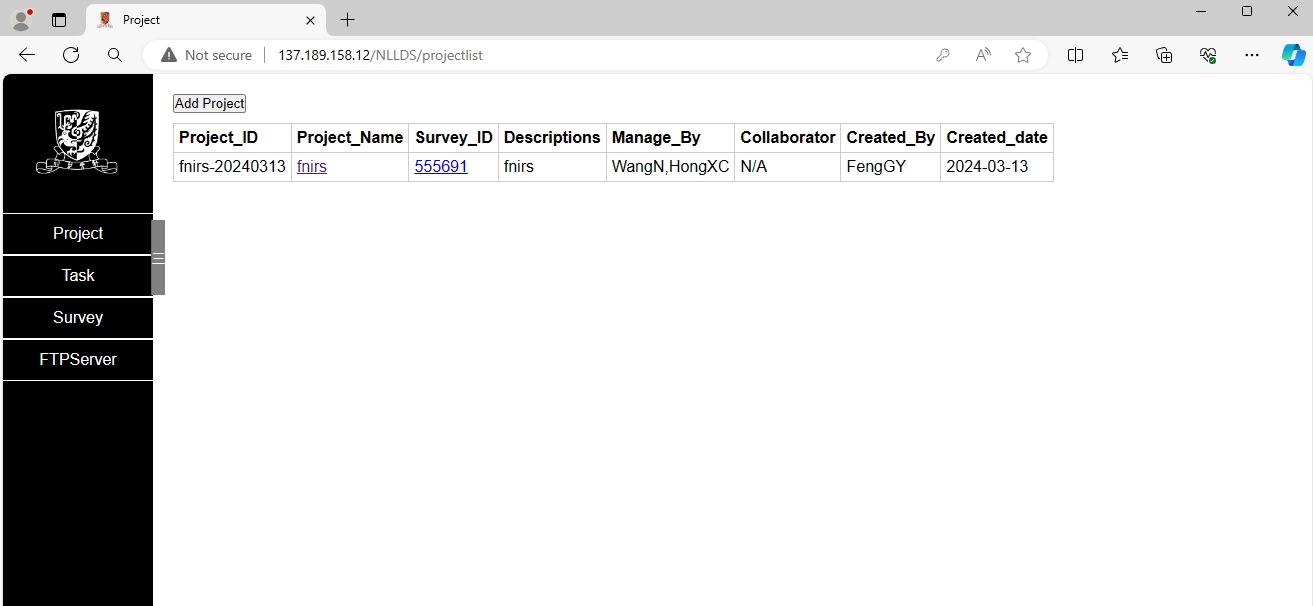 Project
Not secure 137.189.158.12/NLLDS/projectlist
Add Project
Project_ID Project_Name Survey_ID Descriptions Manage_By Collaborator Created_By Created_date
fnirs-20240313 fnirs 555691 fnirs WangN,HongXC N/A FengGY 2024-03-13
Project
Task
Survey
FTPServer